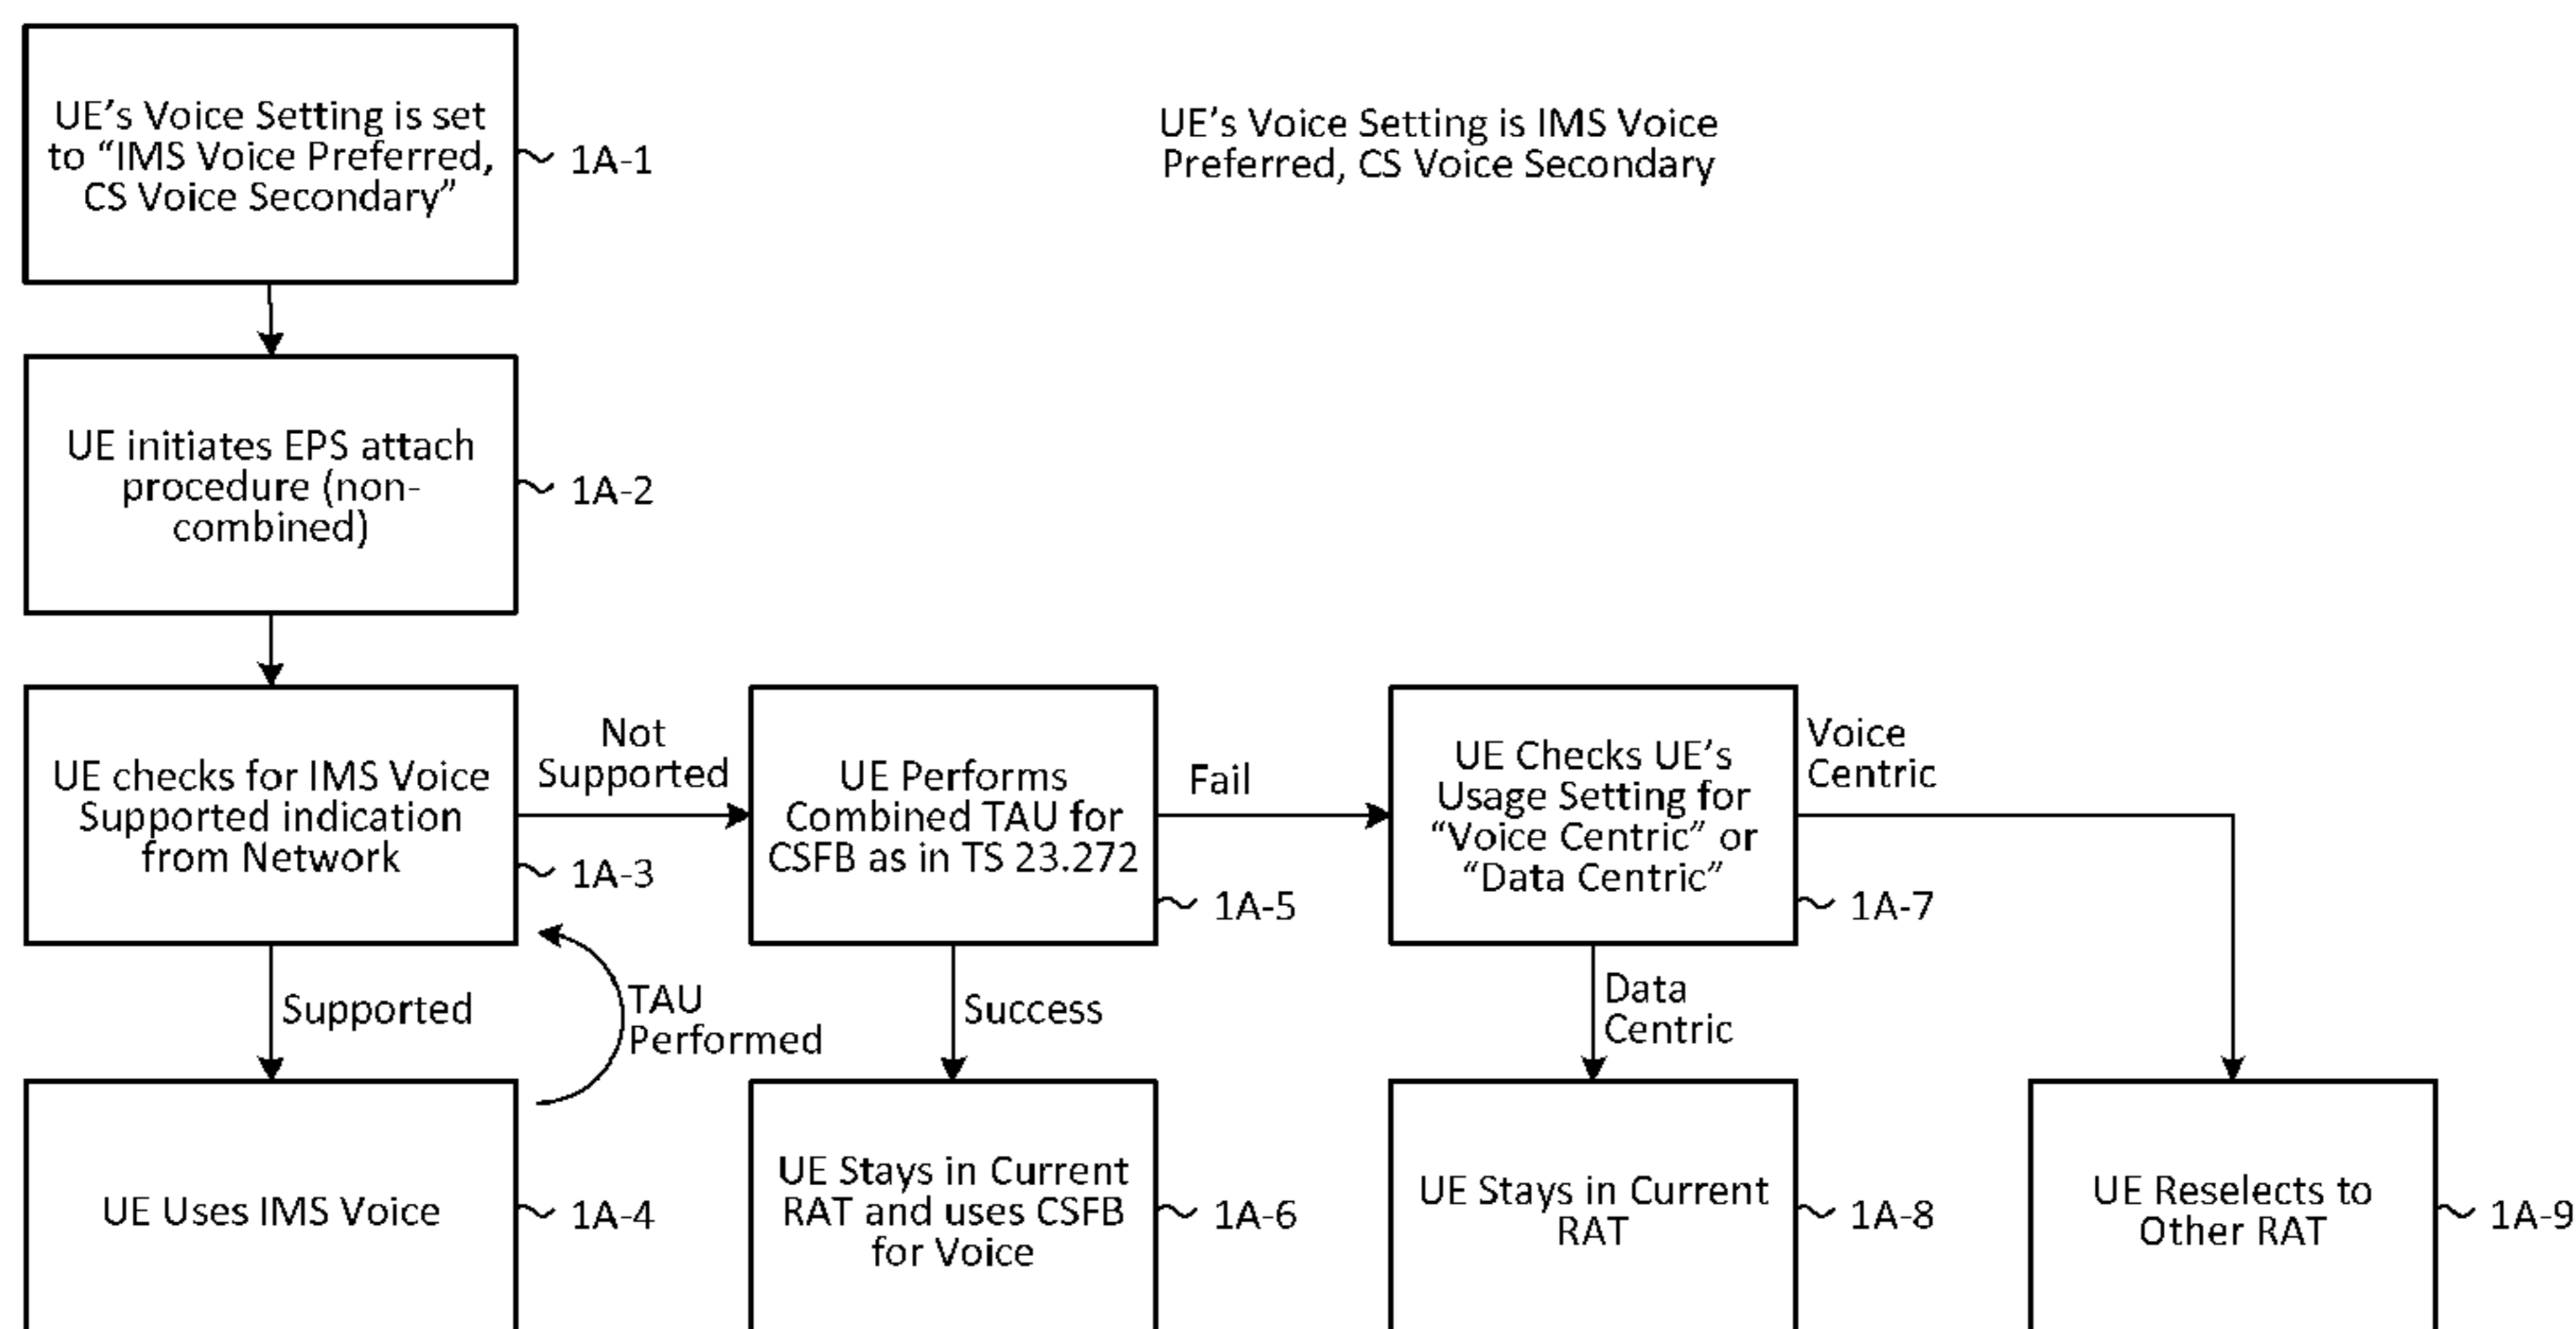 UE's Voice Setting is set
to “IMS Voice Preferred,
CS Voice Secondary”
1A-1
UE's Voice Setting is IMS Voice
Preferred, CS Voice Secondary
UE initiates EPS attach
procedure (non-
combined)
1A-2
UE checks for IMS Voice
Supported indication
from Network
1A-3
Not
Supported
UE Performs
Combined TAU for
CSFB as in TS 23.272
1A-5
Fail
UE Checks UE's
Usage Setting for
“Voice Centric” or
“Data Centric”
1A-7
Voice
Centric
Supported
TAU
Performed
Success
Data
Centric
UE Uses IMS Voice
1A-4
UE Stays in Current
RAT and uses CSFB
for Voice
1A-6
UE Stays in Current
RAT
1A-8
UE Reselects to
Other RAT
1A-9